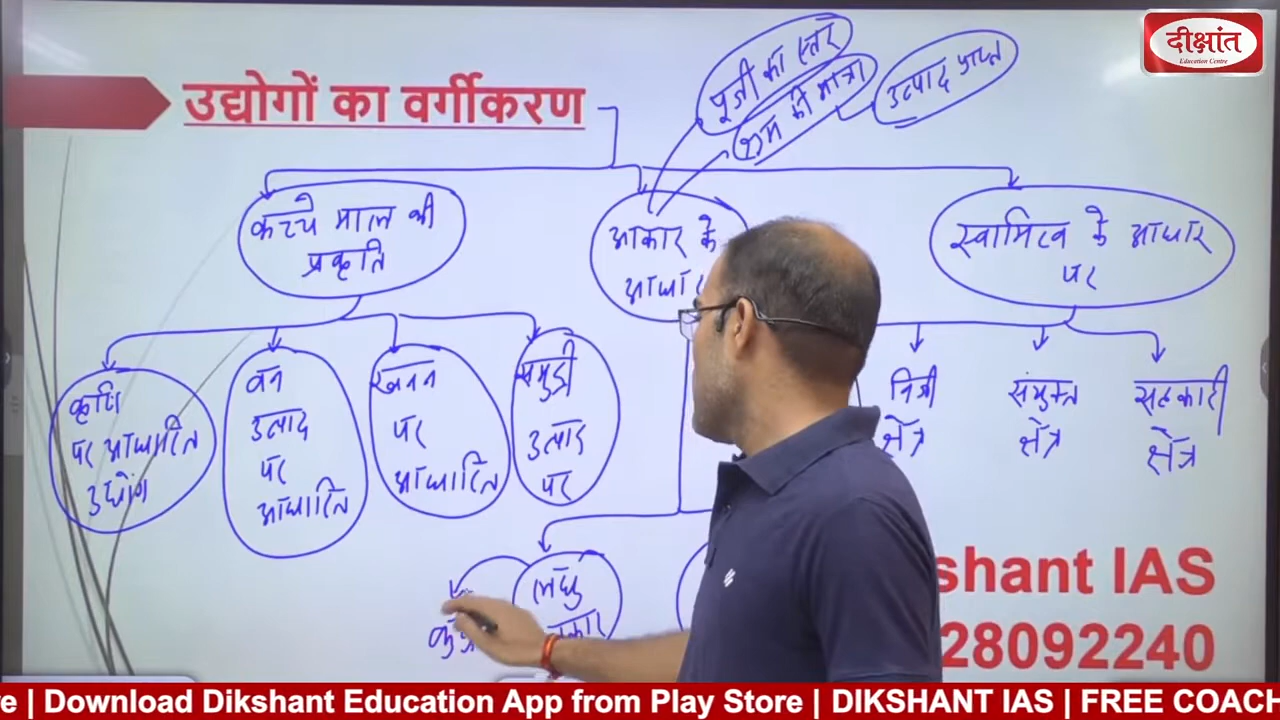 दीक्षांत
Education Centre
उद्योगों का वर्गीकरण
पूंजी का स्तर
श्रम की मात्रा
उत्पाद
कच्चे माल की
प्रकृति
आकार के
आधार
स्वामित्व के आधार
पर
कृषि
पर आधारित
उद्योग
वन
उत्पाद
पर
आधारित
खनन
पर
आधारित
समुद्री
उत्पाद
पर
निजी
क्षेत्र
संयुक्त
क्षेत्र
सहकारी
क्षेत्र
लघु
shant IAS
28092240
e | Download Dikshant Education App from Play Store | DIKSHANT IAS | FREE COACH